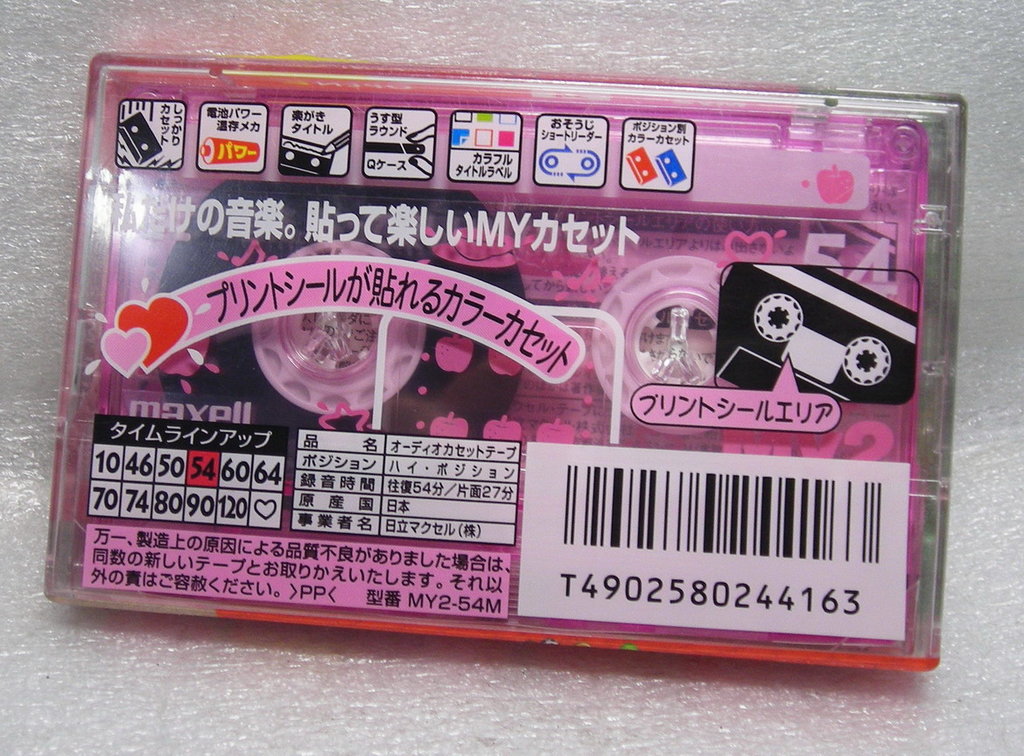 しっかり
カセット
電池パワー
温存メカ
パワー
楽がき
タイトル
うす型
ラウンド
Qケース
カラフル
タイトルラベル
おそうじ
ショートリーダー
ポジション別
カラーカセット
私だけの音楽。貼って楽しいMYカセット
54
プリントシールが貼れるカラーカセット
プリントシールエリア
maxell
MY2
タイムラインアップ
10 46 50 54 60 64
70 74 80 90 120 ♡
品名 オーディオカセットテープ
ポジション ハイ・ポジション
録音時間 往復54分/片面27分
原産国 日本
事業者名 日立マクセル(株)
万一、製造上の原因による品質不良がありました場合は、
同数の新しいテープとお取りかえいたします。それ以
外の責はご容赦ください。>PP< 型番 MY2-54M
T4902580244163